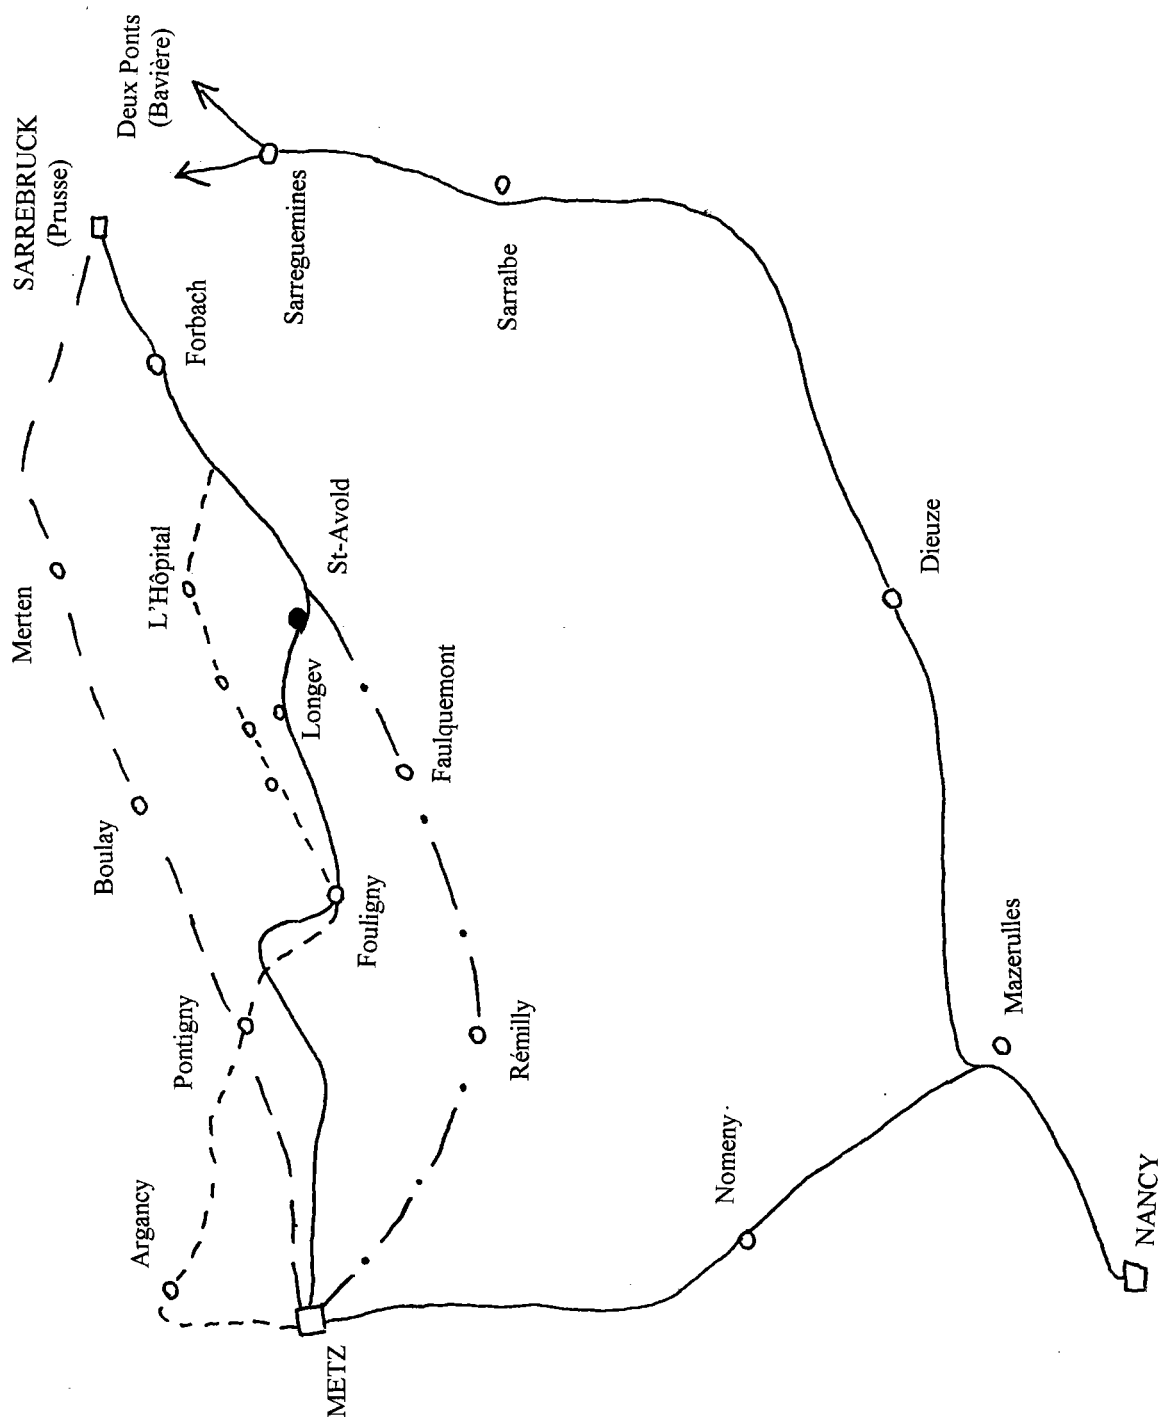 SARREBRUCK
(Prusse)
Deux Ponts
(Bavière)
Merten
Forbach
Sarreguemines
L'Hôpital
St-Avold
Sarralbe
Boulay
Longev
Faulquemont
Dieuze
Pontigny
Fouligny
Argancy
Rémilly
Mazerulles
METZ
Nomeny
NANCY